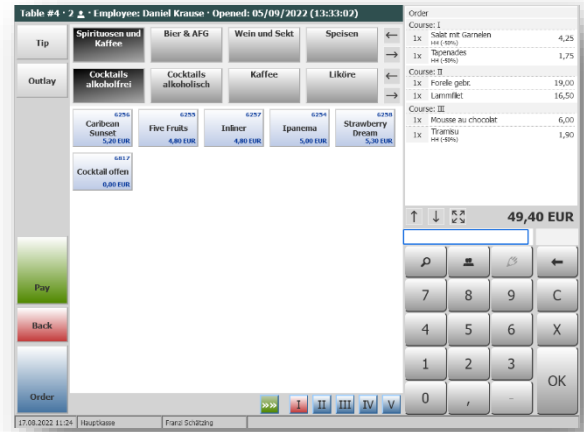 Table #4 · 2 · Employee: Daniel Krause · Opened: 05/09/2022 (13:33:02)
Tip
Outlay
Pay
Back
Order
Spirituosen und Kaffee
Bier & AFG
Wein und Sekt
Speisen
←
→
Cocktails alkoholfrei
Cocktails alkoholisch
Kaffee
Liköre
←
→
6256
Caribean
Sunset
5,20 EUR
6255
Five Fruits
4,80 EUR
6257
Inliner
4,80 EUR
6254
Ipanema
5,00 EUR
6258
Strawberry
Dream
5,30 EUR
6817
Cocktail offen
0,00 EUR
»»
I
II
III
IV
V
Order
Course: I
1x Salat mit Garnelen 4,25
HH (-50%)
1x Tapenades 1,75
HH (-50%)
Course: II
1x Forele gebr. 19,00
1x Lammfilet 16,50
Course: III
1x Mousse au chocolat 6,00
1x Tiramisu 1,90
HH (-50%)
↑ ↓ 49,40 EUR
←
7 8 9 C
4 5 6 X
1 2 3
OK
0 , -
17.08.2022 11:24 Hauptkasse Franzi Schätzing